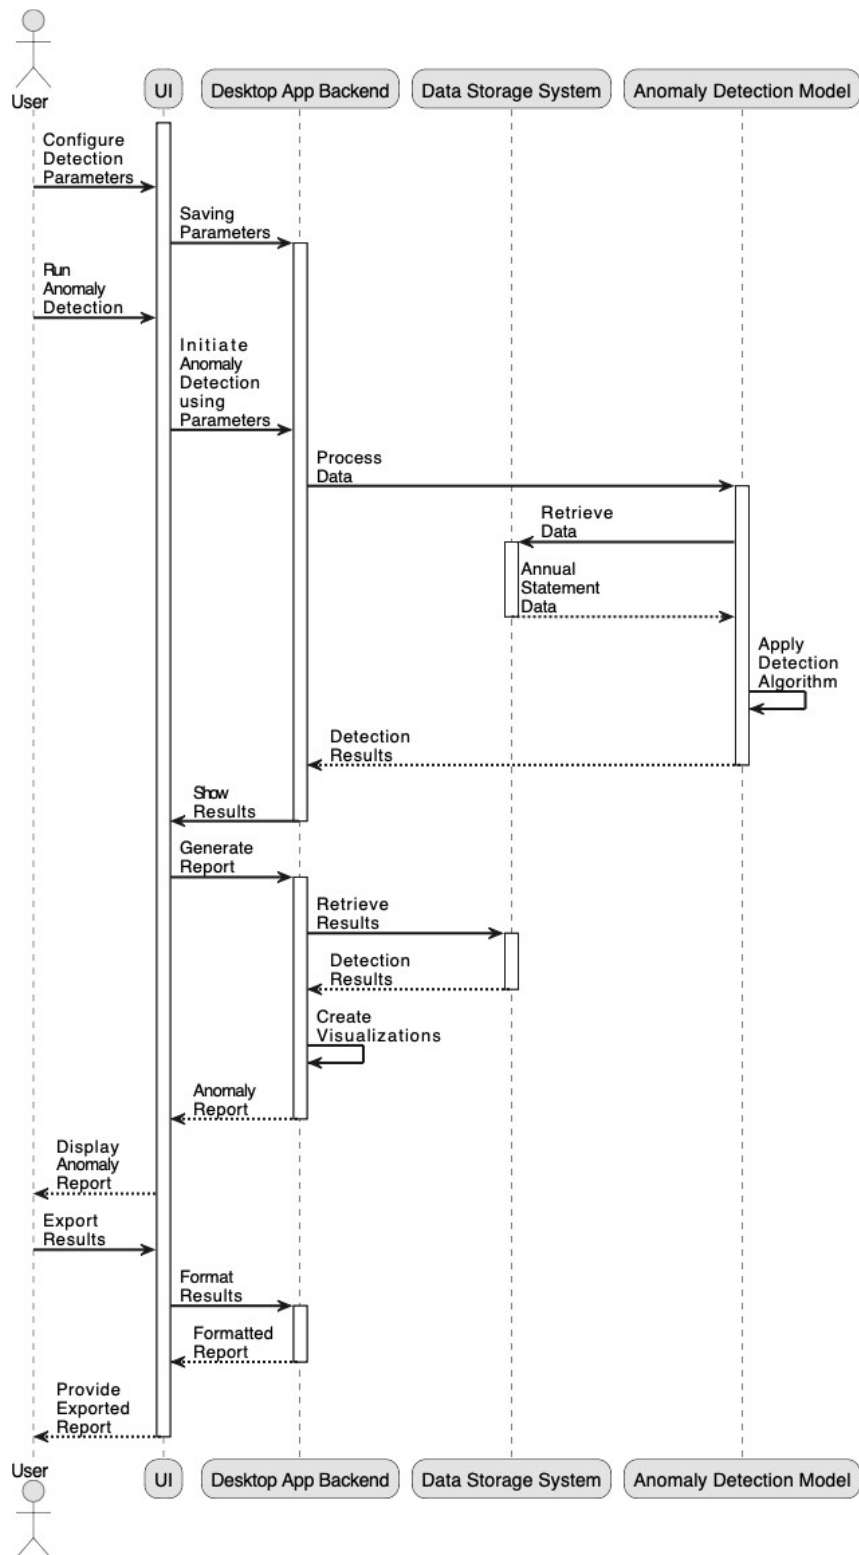 User
UI
Desktop App Backend
Data Storage System
Anomaly Detection Model
Configure
Detection
Parameters
Saving
Parameters
Run
Anomaly
Detection
Initiate
Anomaly
Detection
using
Parameters
Process
Data
Retrieve
Data
Annual
Statement
Data
Apply
Detection
Algorithm
Detection
Results
Show
Results
Generate
Report
Retrieve
Results
Detection
Results
Create
Visualizations
Anomaly
Report
Display
Anomaly
Report
Export
Results
Format
Results
Formatted
Report
Provide
Exported
Report
User
UI
Desktop App Backend
Data Storage System
Anomaly Detection Model